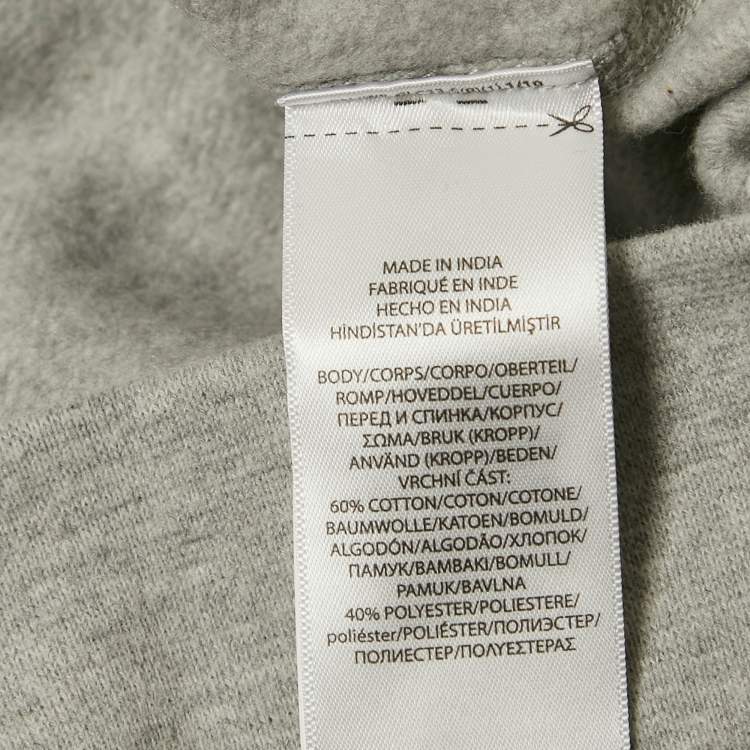 MADE IN INDIA
FABRIQUÉ EN INDE
HECHO EN INDIA
HİNDİSTAN'DA ÜRETİLMİŞTİR
BODY/CORPS/CORPO/OBERTEIL/
ROMP/HOVEDDEL/CUERPO/
ПЕРЕД И СПИНКА/КОРПУС/
ΣΩΜΑ/BRUK (KROPP)/
ANVÄND (KROPP)/BEDEN/
VRCHNÍ ČÁST:
60% COTTON/COTON/COTONE/
BAUMWOLLE/KATOEN/BOMULD/
ALGODÓN/ALGODÃO/ХЛОПОК/
ПАМУК/ΒΑΜΒΑΚΙ/BOMULL/
PAMUK/BAVLNA
40% POLYESTER/POLIESTERE/
poliéster/POLIÉSTER/ПОЛИЭСТЕР/
ПОЛИЕСТЕР/ΠΟΛΥΕΣΤΕΡΑΣ